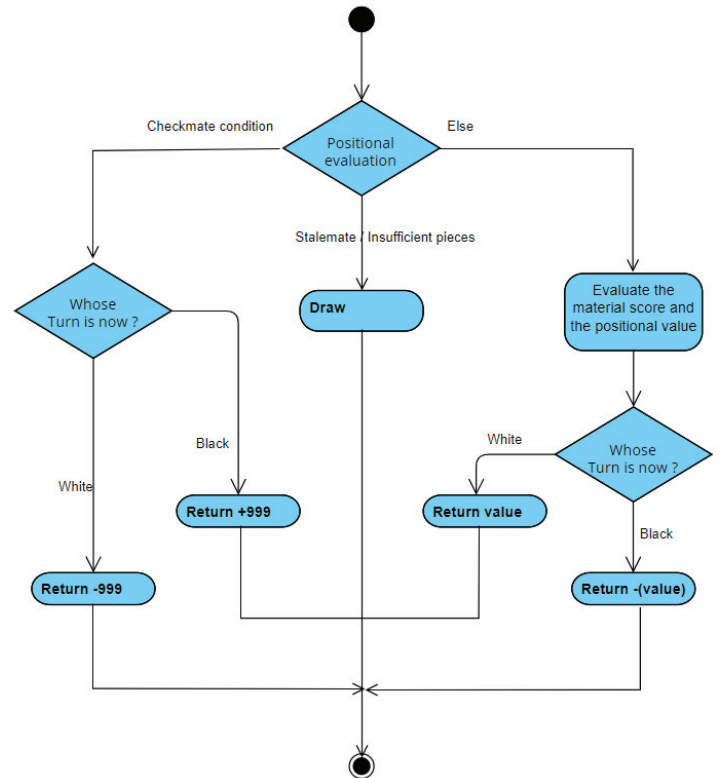 Checkmate condition
Else
Positional
evaluation
Stalemate / Insufficient pieces
Whose
Turn is now ?
Draw
Evaluate the
material score and
the positional value
Black
White
White
Whose
Turn is now ?
Return +999
Return value
Black
Return -999
Return -(value)